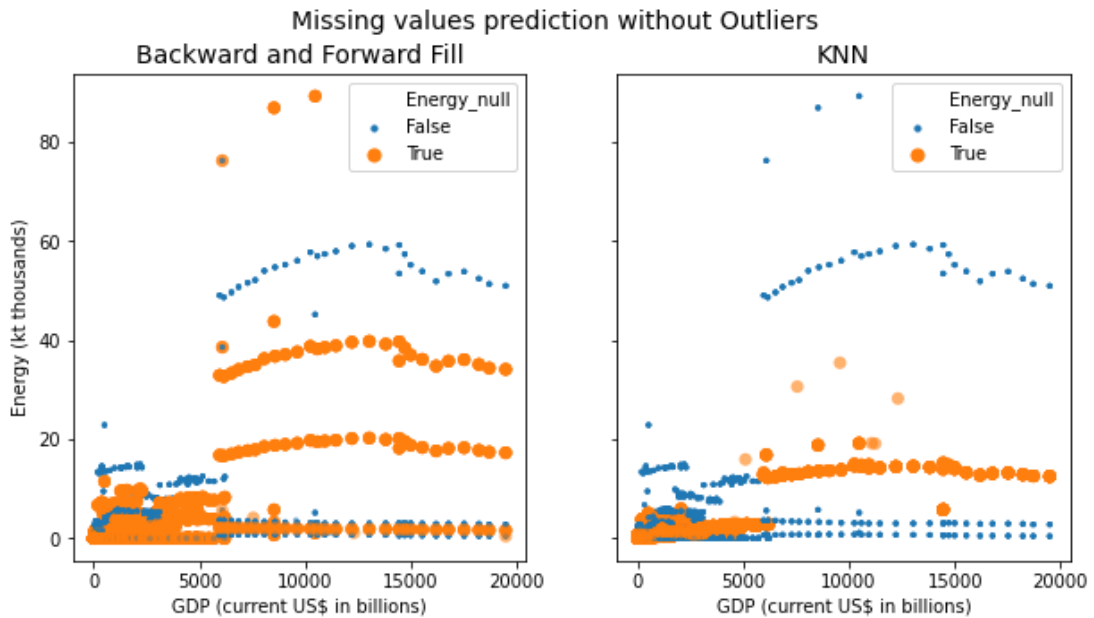 Missing values prediction without Outliers
Backward and Forward Fill
KNN
Energy (kt thousands)
80
60
40
20
0
Energy_null
False
True
Energy_null
False
True
0 5000 10000 15000 20000
0 5000 10000 15000 20000
GDP (current US$ in billions)
GDP (current US$ in billions)